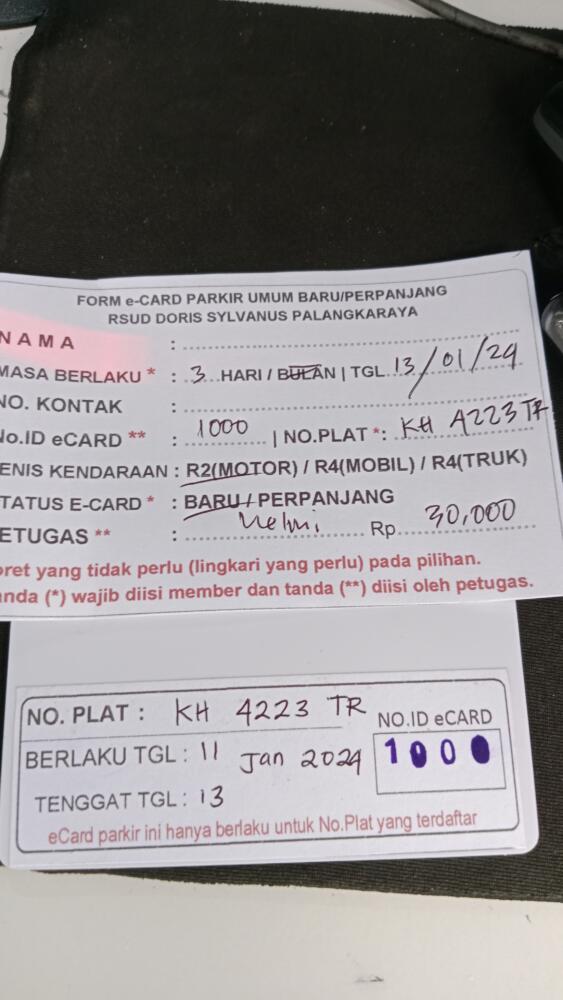 FORM e-CARD PARKIR UMUM BARU/PERPANJANG
RSUD DORIS SYLVANUS PALANGKARAYA
NAMA :
MASA BERLAKU * : 3 HARI / BULAN | TGL 13/01/24
NO. KONTAK :
No.ID eCARD ** : 1000 | NO.PLAT *: KH 4223 TR
ENIS KENDARAAN : R2(MOTOR) / R4(MOBIL) / R4(TRUK)
TATUS E-CARD * : BARU / PERPANJANG
ETUGAS ** : Helmi Rp 30,000
oret yang tidak perlu (lingkari yang perlu) pada pilihan.
anda (*) wajib diisi member dan tanda (**) diisi oleh petugas.
NO. PLAT : KH 4223 TR
NO.ID eCARD
BERLAKU TGL : 11 Jan 2024
1000
TENGGAT TGL : 13
eCard parkir ini hanya berlaku untuk No.Plat yang terdaftar